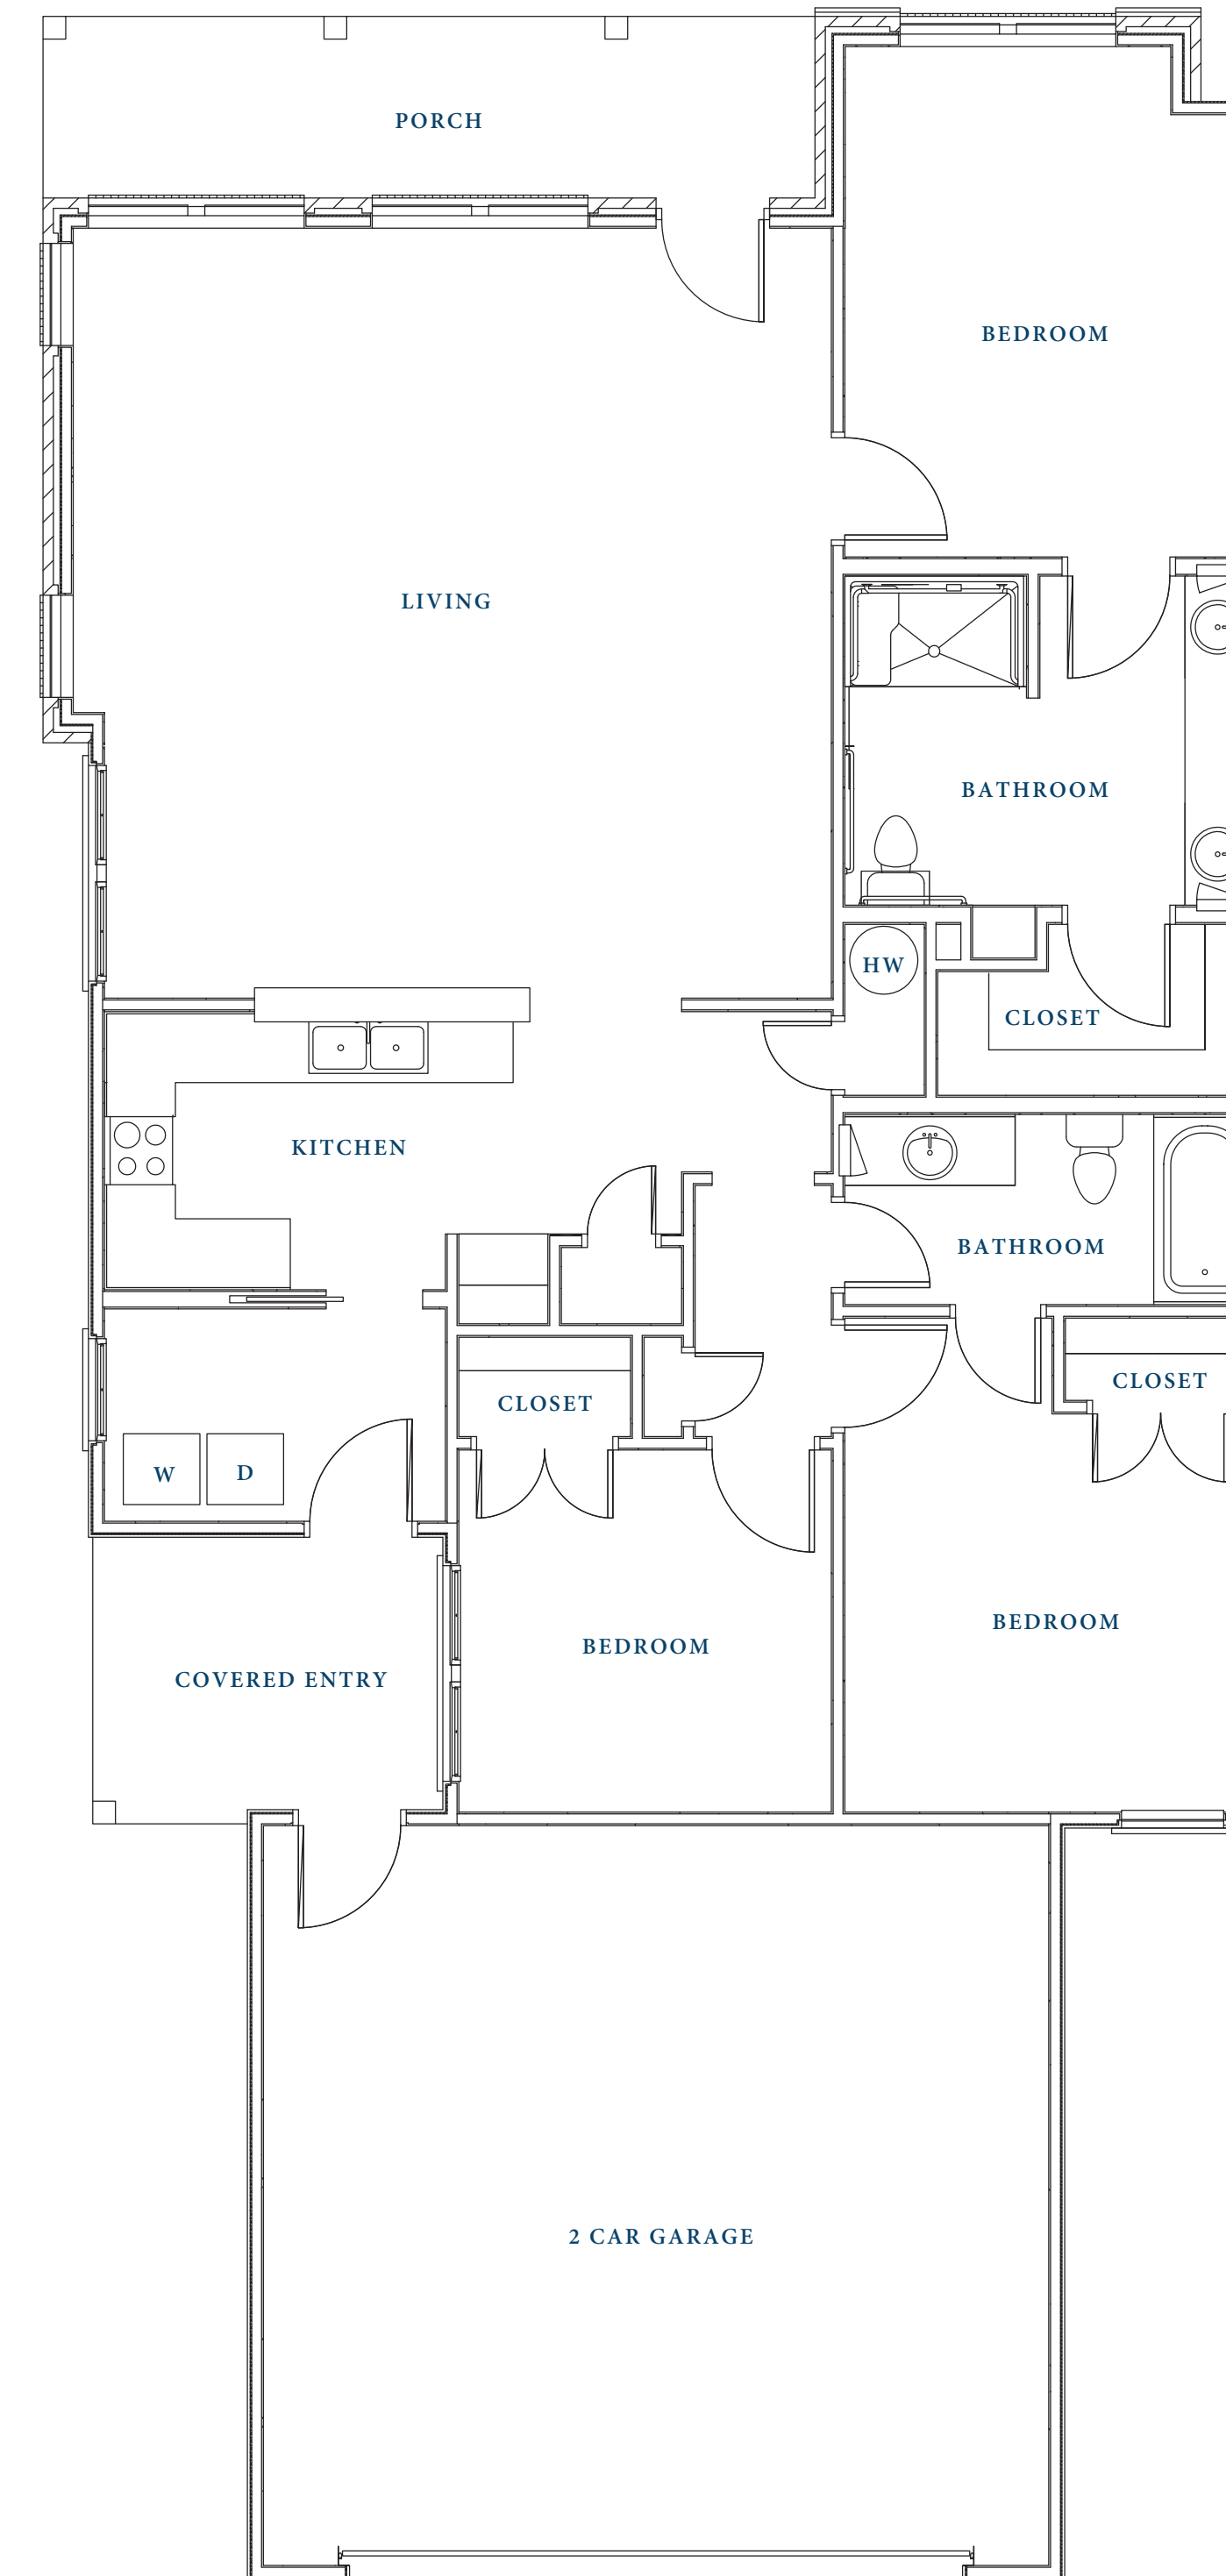 PORCH
BEDROOM
LIVING
BATHROOM
HW
CLOSET
KITCHEN
BATHROOM
CLOSET
CLOSET
W
D
BEDROOM
BEDROOM
COVERED ENTRY
2 CAR GARAGE